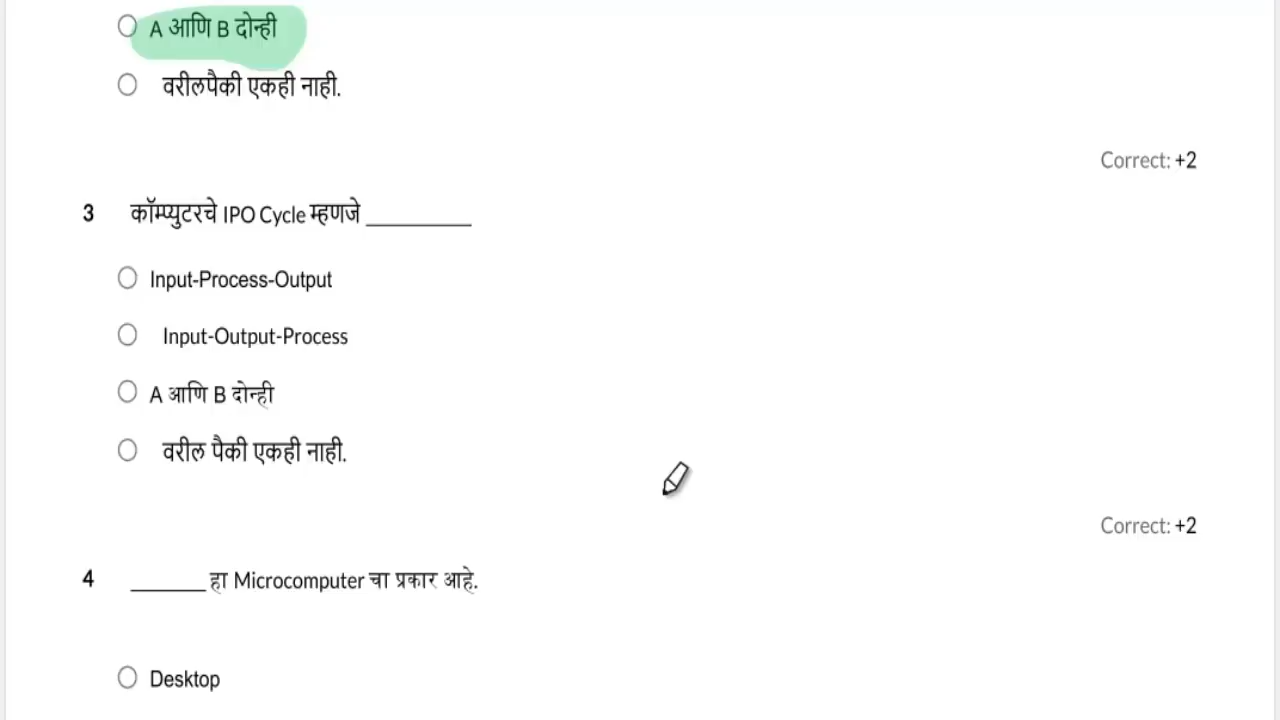 A आणि B दोन्ही
वरीलपैकी एकही नाही.
Correct: +2
3 कॉम्प्युटरचे IPO Cycle म्हणजे __________
Input-Process-Output
Input-Output-Process
A आणि B दोन्ही
वरील पैकी एकही नाही.
Correct: +2
4 _______ हा Microcomputer चा प्रकार आहे.
Desktop